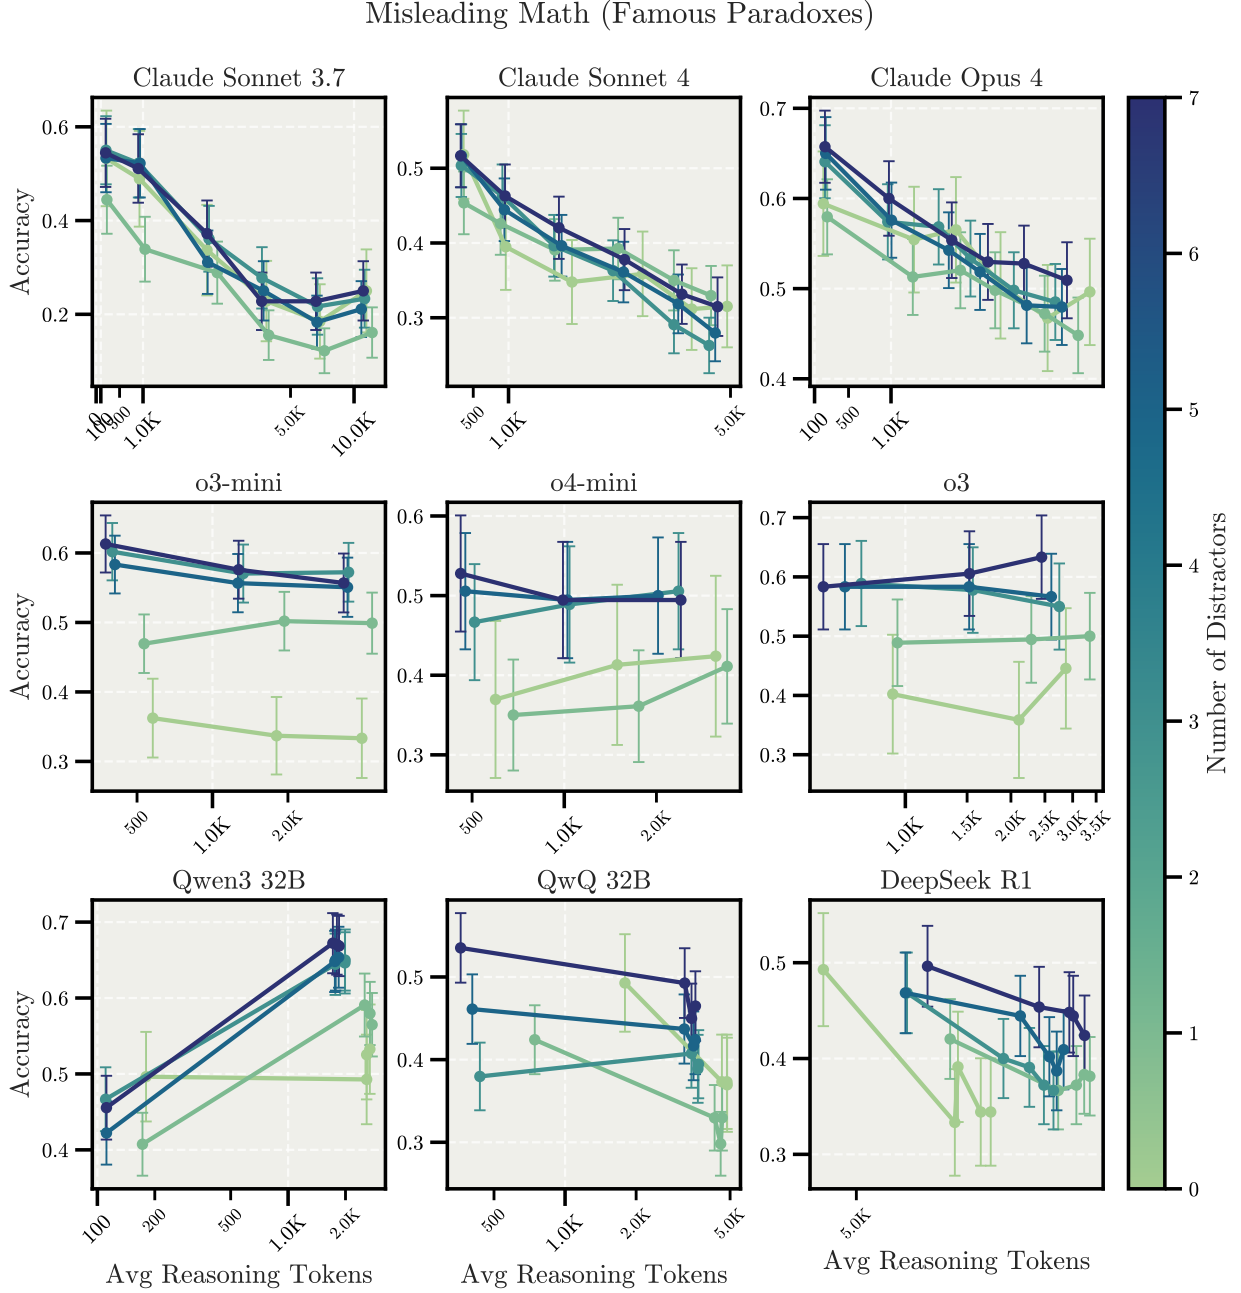 Misleading Math (Famous Paradoxes)
Claude Sonnet 3.7
Claude Sonnet 4
Claude Opus 4
Accuracy
0.6
0.4
0.2
0
100
500
1.0K
5.0K
10.0K
0.5
0.4
0.3
500
1.0K
5.0K
0.7
0.6
0.5
0.4
100
500
1.0K
o3-mini
o4-mini
o3
Accuracy
0.6
0.5
0.4
0.3
500
1.0K
2.0K
0.6
0.5
0.4
0.3
500
1.0K
2.0K
0.7
0.6
0.5
0.4
0.3
1.0K
1.5K
2.0K
2.5K
3.0K
3.5K
Qwen3 32B
QwQ 32B
DeepSeek R1
Accuracy
0.7
0.6
0.5
0.4
100
200
500
1.0K
2.0K
Avg Reasoning Tokens
0.5
0.4
0.3
500
1.0K
2.0K
5.0K
Avg Reasoning Tokens
0.5
0.4
0.3
5.0K
Avg Reasoning Tokens
7
6
5
4
3
2
1
0
Number of Distractors